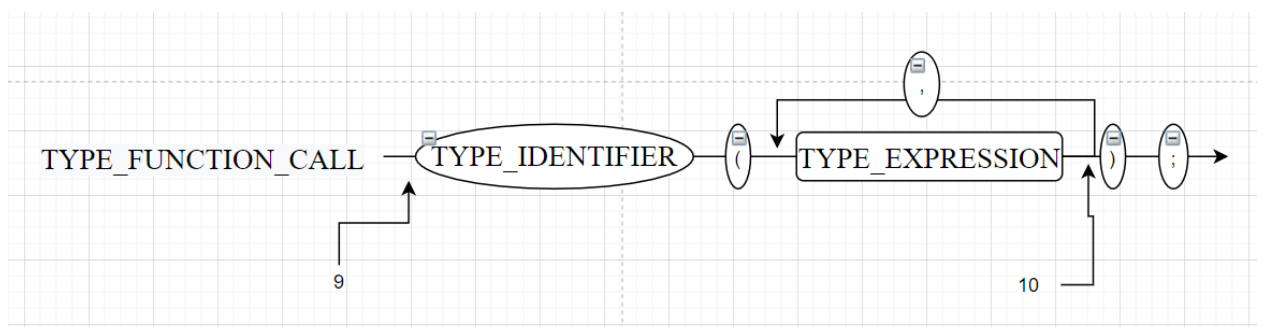 ,
TYPE_FUNCTION_CALL TYPE_IDENTIFIER ( TYPE_EXPRESSION ) ;
9
10